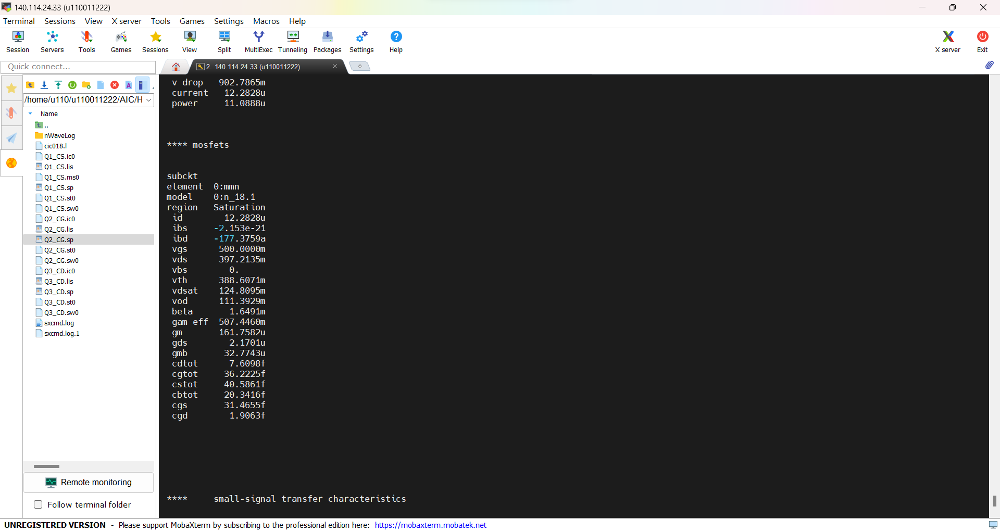 140.114.24.33 (u110011222)
Terminal Sessions View X server Tools Games Settings Macros Help
Session Servers Tools Games Sessions View Split MultiExec Tunneling Packages Settings Help X server Exit
Quick connect...
2. 140.114.24.33 (u110011222)
/home/u110/u110011222/AIC/H
Name
..
nWaveLog
cic018.l
Q1_CS.ic0
Q1_CS.lis
Q1_CS.ms0
Q1_CS.sp
Q1_CS.st0
Q1_CS.sw0
Q2_CG.ic0
Q2_CG.lis
Q2_CG.sp
Q2_CG.st0
Q2_CG.sw0
Q3_CD.ic0
Q3_CD.lis
Q3_CD.sp
Q3_CD.st0
Q3_CD.sw0
sxcmd.log
sxcmd.log.1
Remote monitoring
Follow terminal folder
v drop 902.7865m
current 12.2828u
power 11.0888u
**** mosfets
subckt
element 0:mmn
model 0:n_18.1
region Saturation
id 12.2828u
ibs -2.153e-21
ibd -177.3759a
vgs 500.0000m
vds 397.2135m
vbs 0.
vth 388.6071m
vdsat 124.8095m
vod 111.3929m
beta 1.6491m
gam eff 507.4460m
gm 161.7582u
gds 2.1701u
gmb 32.7743u
cdtot 7.6098f
cgtot 36.2225f
cstot 40.5861f
cbtot 20.3416f
cgs 31.4655f
cgd 1.9063f
**** small-signal transfer characteristics
UNREGISTERED VERSION - Please support MobaXterm by subscribing to the professional edition here: https://mobaxterm.mobatek.net